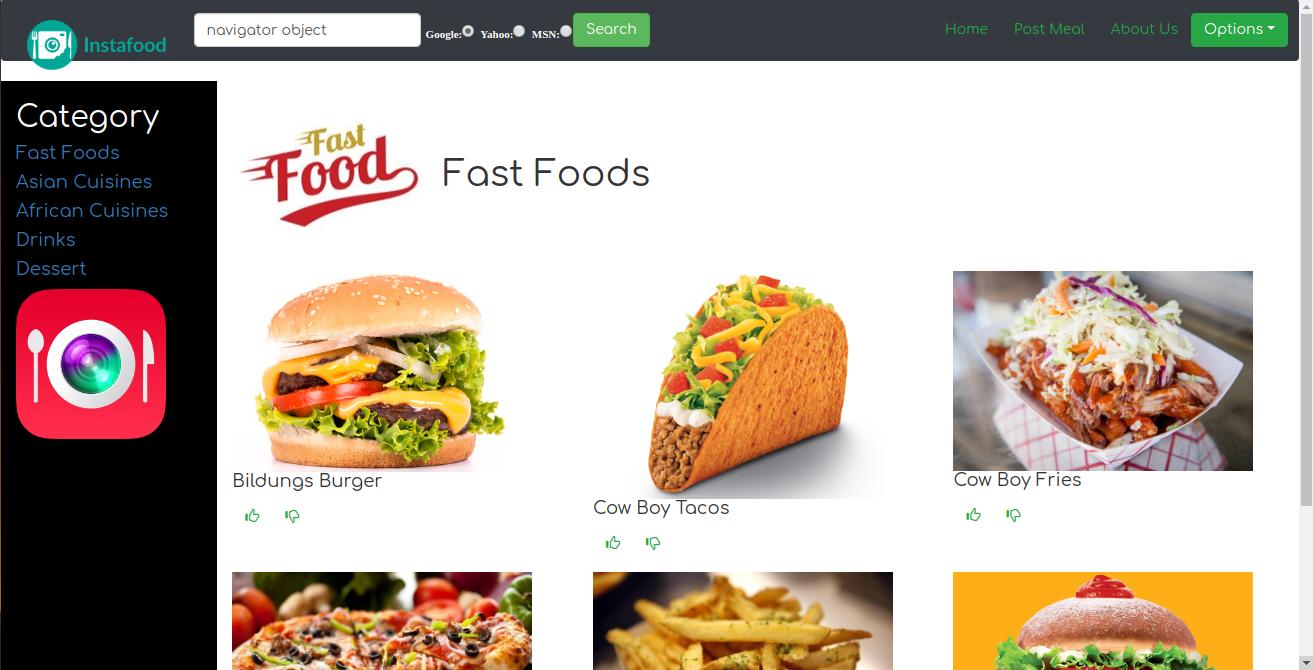 Instafood
navigator object
Google: Yahoo: MSN:
Search
Home
Post Meal
About Us
Options
Category
Fast Foods
Asian Cuisines
African Cuisines
Drinks
Dessert
Fast
Food
Fast Foods
Bildungs Burger
Cow Boy Tacos
Cow Boy Fries